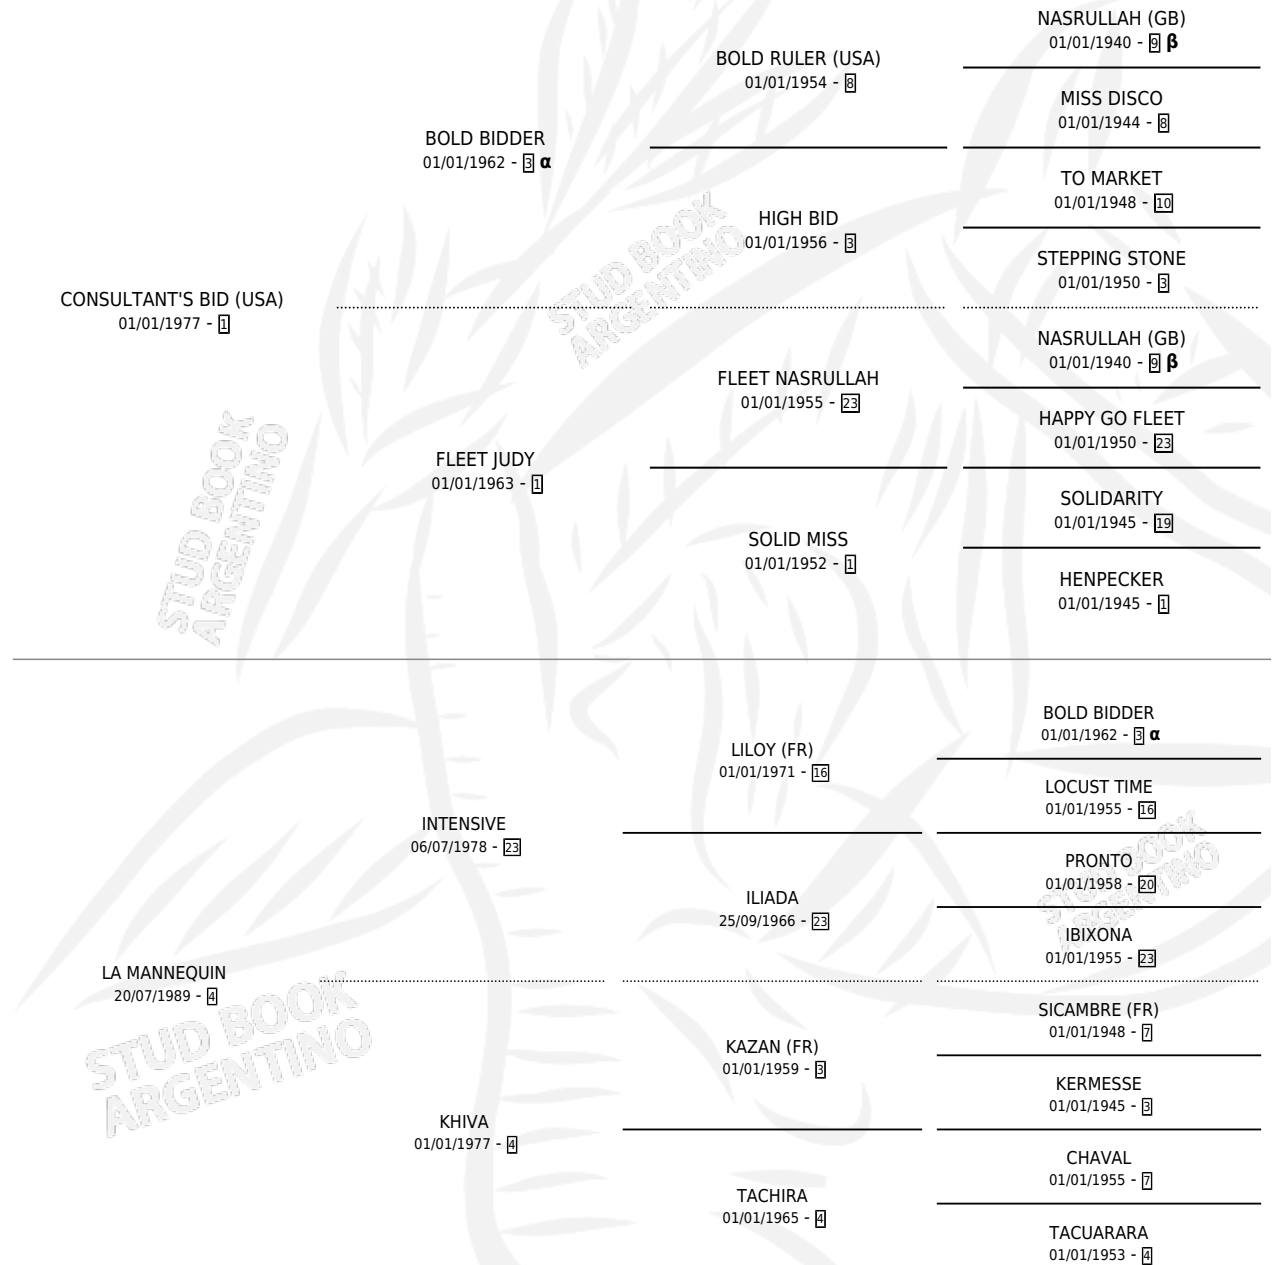 NASRULLAH (GB)
01/01/1940 - 9 β
BOLD RULER (USA)
01/01/1954 - 8
MISS DISCO
01/01/1944 - 8
BOLD BIDDER
01/01/1962 - 3 α
TO MARKET
01/01/1948 - 10
HIGH BID
01/01/1956 - 3
STEPPING STONE
01/01/1950 - 3
CONSULTANT'S BID (USA)
01/01/1977 - 1
NASRULLAH (GB)
01/01/1940 - 9 β
FLEET NASRULLAH
01/01/1955 - 23
HAPPY GO FLEET
01/01/1950 - 23
FLEET JUDY
01/01/1963 - 1
SOLIDARITY
01/01/1945 - 19
SOLID MISS
01/01/1952 - 1
HENPECKER
01/01/1945 - 1
STUD BOOK
ARGENTINO
STUD BOOK
ARGENTINO
BOLD BIDDER
01/01/1962 - 3 α
LILOY (FR)
01/01/1971 - 16
LOCUST TIME
01/01/1955 - 16
INTENSIVE
06/07/1978 - 23
PRONTO
01/01/1958 - 20
ILIADA
25/09/1966 - 23
IBIXONA
01/01/1955 - 23
LA MANNEQUIN
20/07/1989 - 4
SICAMBRE (FR)
01/01/1948 - 7
KAZAN (FR)
01/01/1959 - 3
KERMESSE
01/01/1945 - 3
KHIVA
01/01/1977 - 4
CHAVAL
01/01/1955 - 7
TACHIRA
01/01/1965 - 4
TACUARARA
01/01/1953 - 4
STUD BOOK
ARGENTINO
STUD BOOK
ARGENTINO